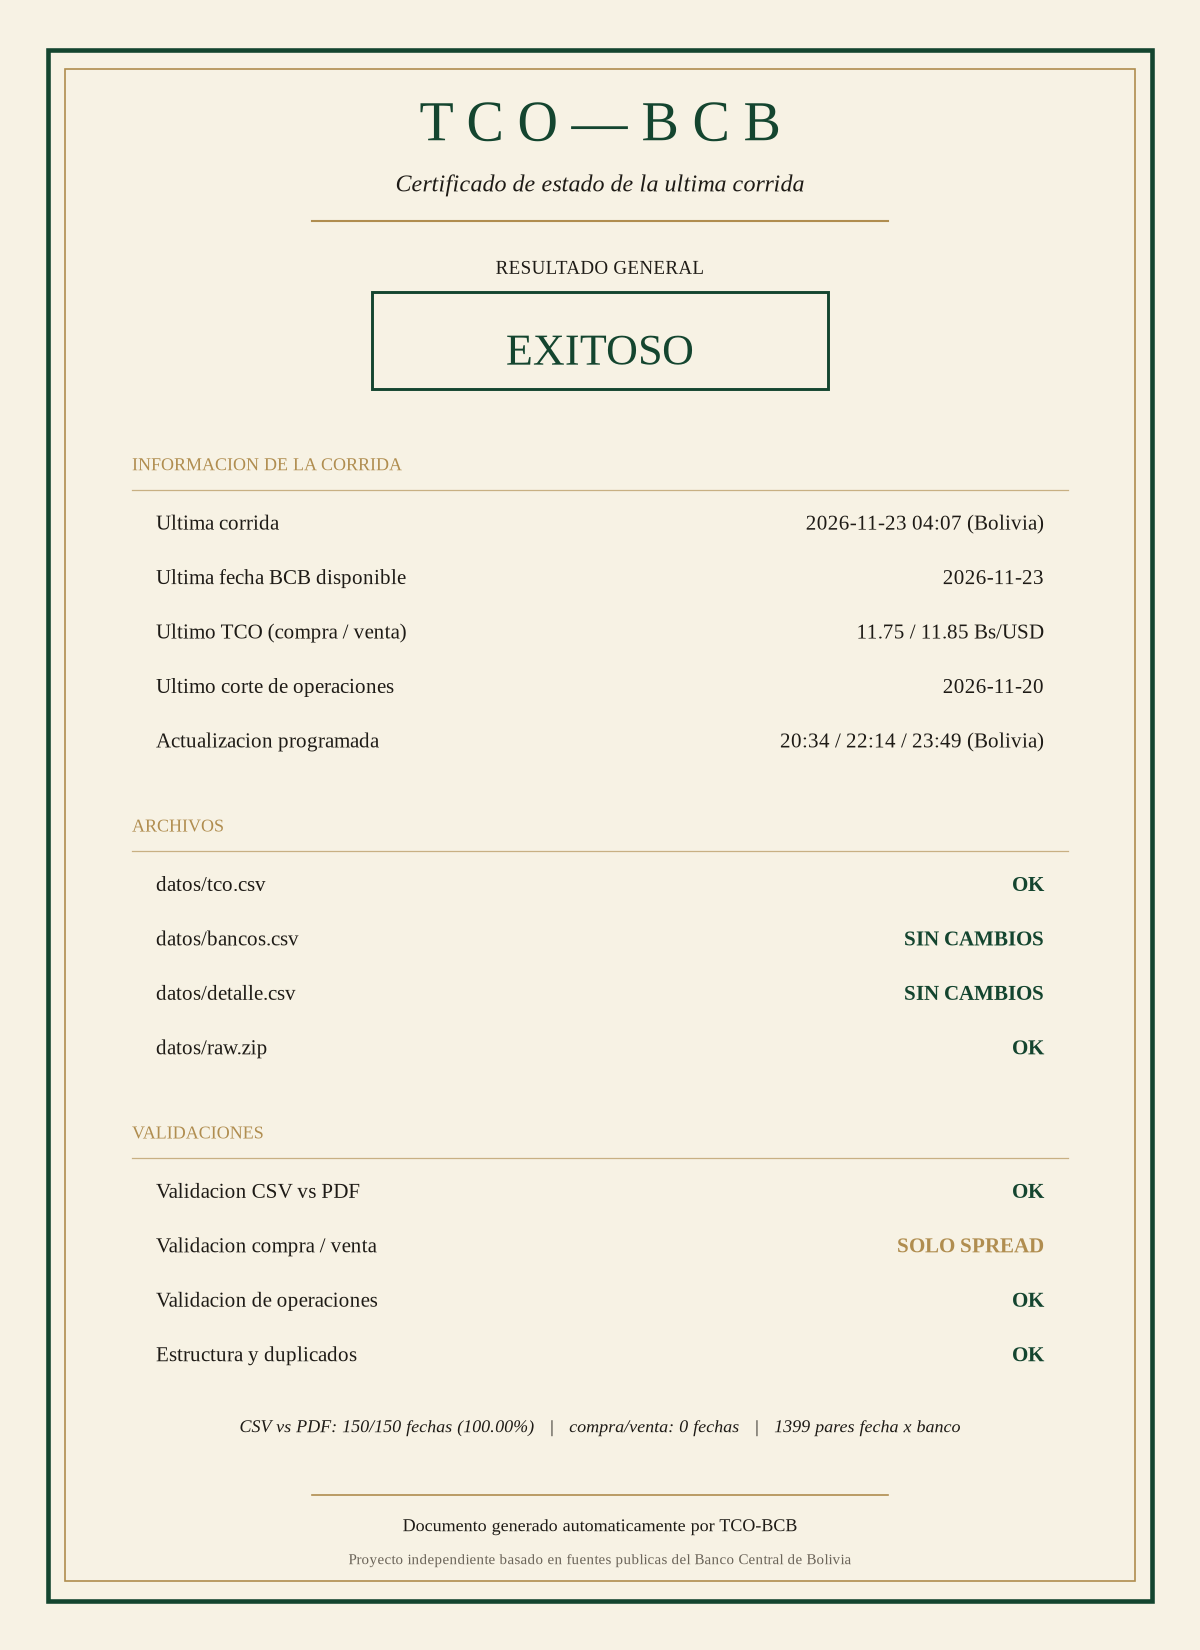 TCO—BCB
Certificado de estado de la ultima corrida
RESULTADO GENERAL
EXITOSO
INFORMACION DE LA CORRIDA
Ultima corrida 2026-11-23 04:07 (Bolivia)
Ultima fecha BCB disponible 2026-11-23
Ultimo TCO (compra / venta) 11.75 / 11.85 Bs/USD
Ultimo corte de operaciones 2026-11-20
Actualizacion programada 20:34 / 22:14 / 23:49 (Bolivia)
ARCHIVOS
datos/tco.csv OK
datos/bancos.csv SIN CAMBIOS
datos/detalle.csv SIN CAMBIOS
datos/raw.zip OK
VALIDACIONES
Validacion CSV vs PDF OK
Validacion compra / venta SOLO SPREAD
Validacion de operaciones OK
Estructura y duplicados OK
CSV vs PDF: 150/150 fechas (100.00%) | compra/venta: 0 fechas | 1399 pares fecha x banco
Documento generado automaticamente por TCO-BCB
Proyecto independiente basado en fuentes publicas del Banco Central de Bolivia